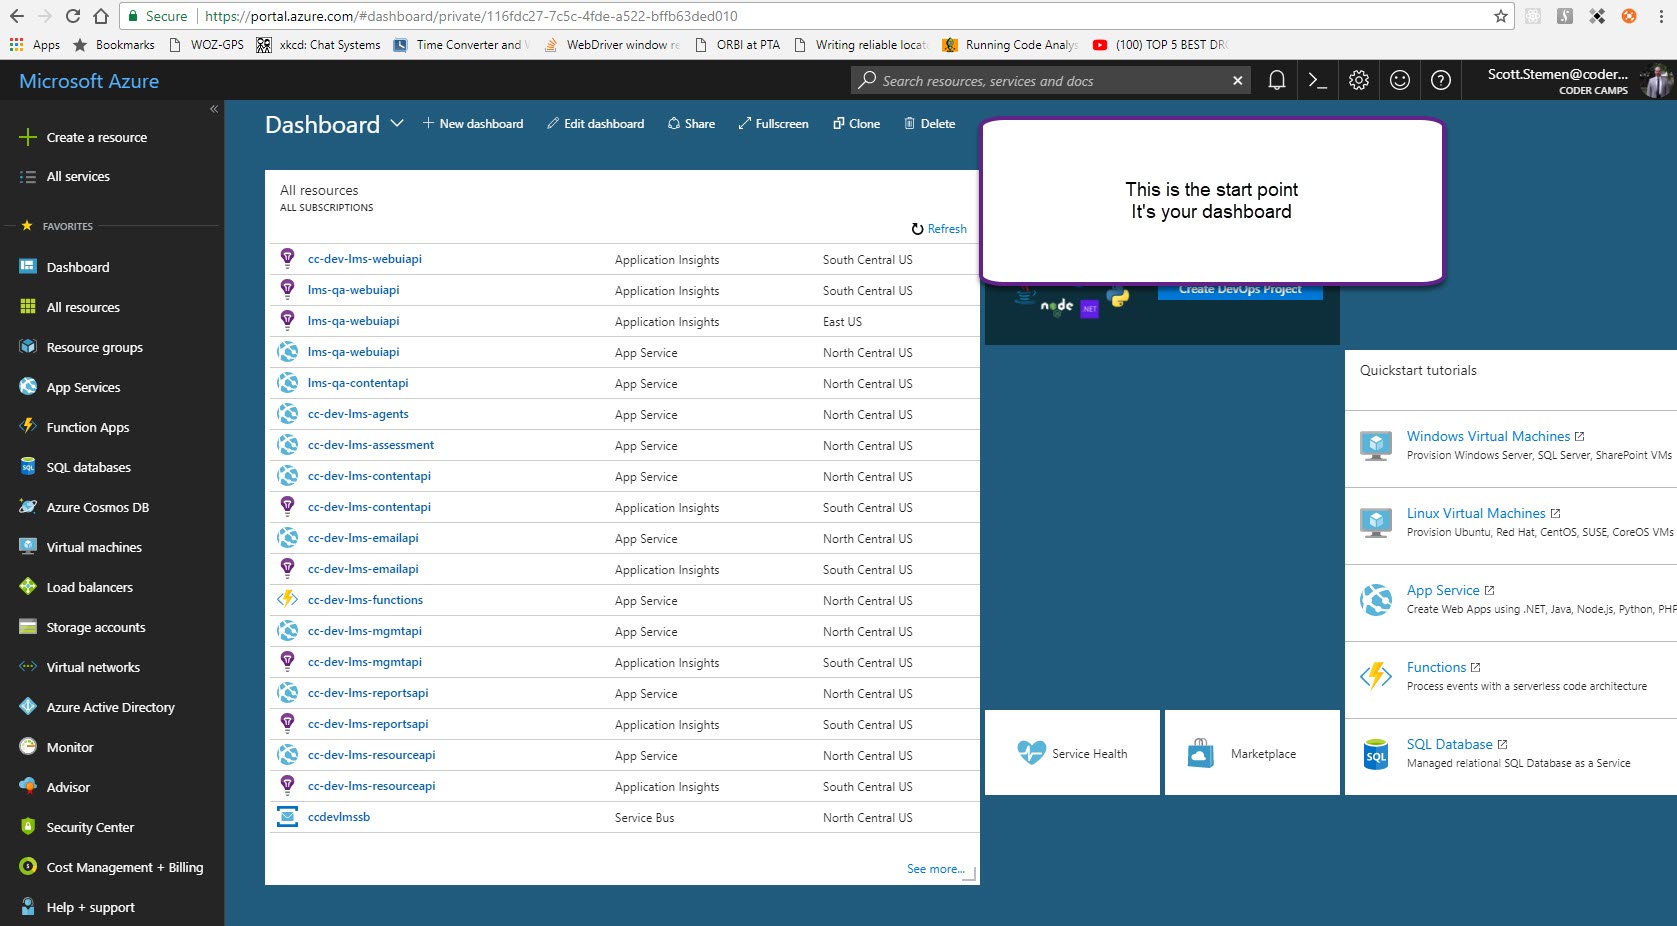 Secure https://portal.azure.com/#dashboard/private/116fdc27-7c5c-4fde-a522-bffb63ded010
Apps Bookmarks WOZ-GPS xkcd: Chat Systems Time Converter and WebDriver window ORBI at PTA Writing reliable Running Code (100) TOP 5 BEST
Microsoft Azure
Search resources, services and docs
Scott.Stemen@coder...
CODER CAMPS
Create a resource
All services
FAVORITES
Dashboard
All resources
Resource groups
App Services
Function Apps
SQL databases
Azure Cosmos DB
Virtual machines
Load balancers
Storage accounts
Virtual networks
Azure Active Directory
Monitor
Advisor
Security Center
Cost Management + Billing
Help + support
Dashboard New dashboard Edit dashboard Share Fullscreen Clone Delete
All resources
ALL SUBSCRIPTIONS
Refresh
cc-dev-lms-webuiapi Application Insights South Central US
lms-qa-webuiapi Application Insights South Central US
lms-qa-webuiapi Application Insights East US
lms-qa-webuiapi App Service North Central US
lms-qa-contentapi App Service North Central US
cc-dev-lms-agents App Service North Central US
cc-dev-lms-assessment App Service North Central US
cc-dev-lms-contentapi App Service North Central US
cc-dev-lms-contentapi Application Insights South Central US
cc-dev-lms-emailapi App Service North Central US
cc-dev-lms-emailapi Application Insights South Central US
cc-dev-lms-functions App Service North Central US
cc-dev-lms-mgmtapi App Service North Central US
cc-dev-lms-mgmtapi Application Insights South Central US
cc-dev-lms-reportsapi App Service North Central US
cc-dev-lms-reportsapi Application Insights South Central US
cc-dev-lms-resourceapi App Service North Central US
cc-dev-lms-resourceapi Application Insights South Central US
ccdevlmssb Service Bus North Central US
See more...
This is the start point
It's your dashboard
Create DevOps Project
node
.NET
Service Health
Marketplace
Quickstart tutorials
Windows Virtual Machines
Provision Windows Server, SQL Server, SharePoint VMs
Linux Virtual Machines
Provision Ubuntu, Red Hat, CentOS, SUSE, CoreOS VMs
App Service
Create Web Apps using .NET, Java, Node.js, Python, PHP
Functions
Process events with a serverless code architecture
SQL
SQL Database
Managed relational SQL Database as a Service